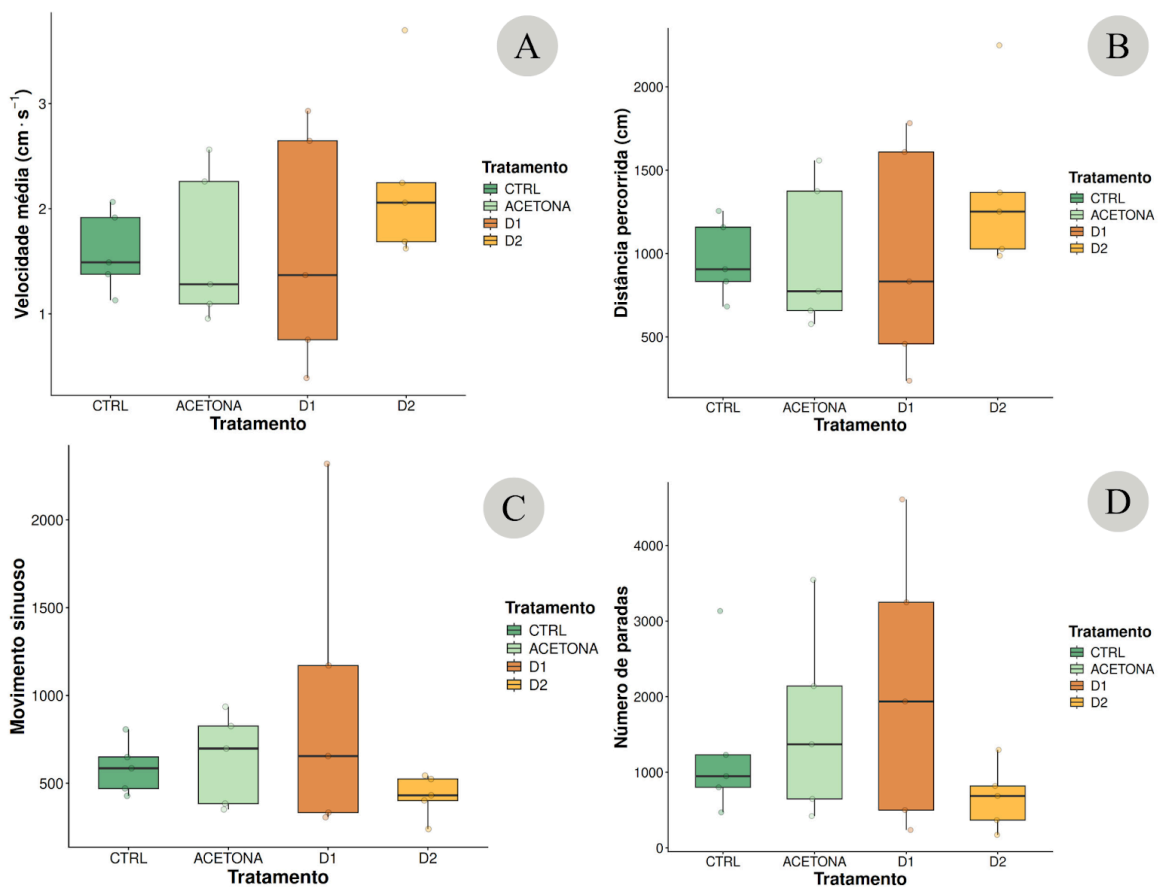 A
Velocidade média (cm · s⁻¹)
3
2
1
CTRL ACETONA D1 D2
Tratamento
Tratamento
CTRL
ACETONA
D1
D2
B
Distância percorrida (cm)
2000
1500
1000
500
CTRL ACETONA D1 D2
Tratamento
Tratamento
CTRL
ACETONA
D1
D2
C
Movimento sinuoso
2000
1500
1000
500
CTRL ACETONA D1 D2
Tratamento
Tratamento
CTRL
ACETONA
D1
D2
D
Número de paradas
4000
3000
2000
1000
0
CTRL ACETONA D1 D2
Tratamento
Tratamento
CTRL
ACETONA
D1
D2